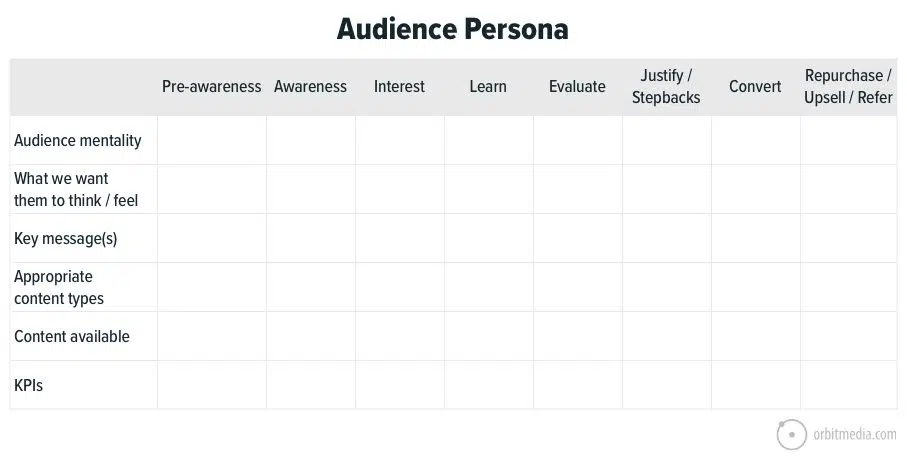 Audience Persona
Pre-awareness
Awareness
Interest
Learn
Evaluate
Justify /
Stepbacks
Convert
Repurchase /
Upsell / Refer
Audience mentality
What we want
them to think / feel
Key message(s)
Appropriate
content types
Content available
KPIs
orbitmedia.com